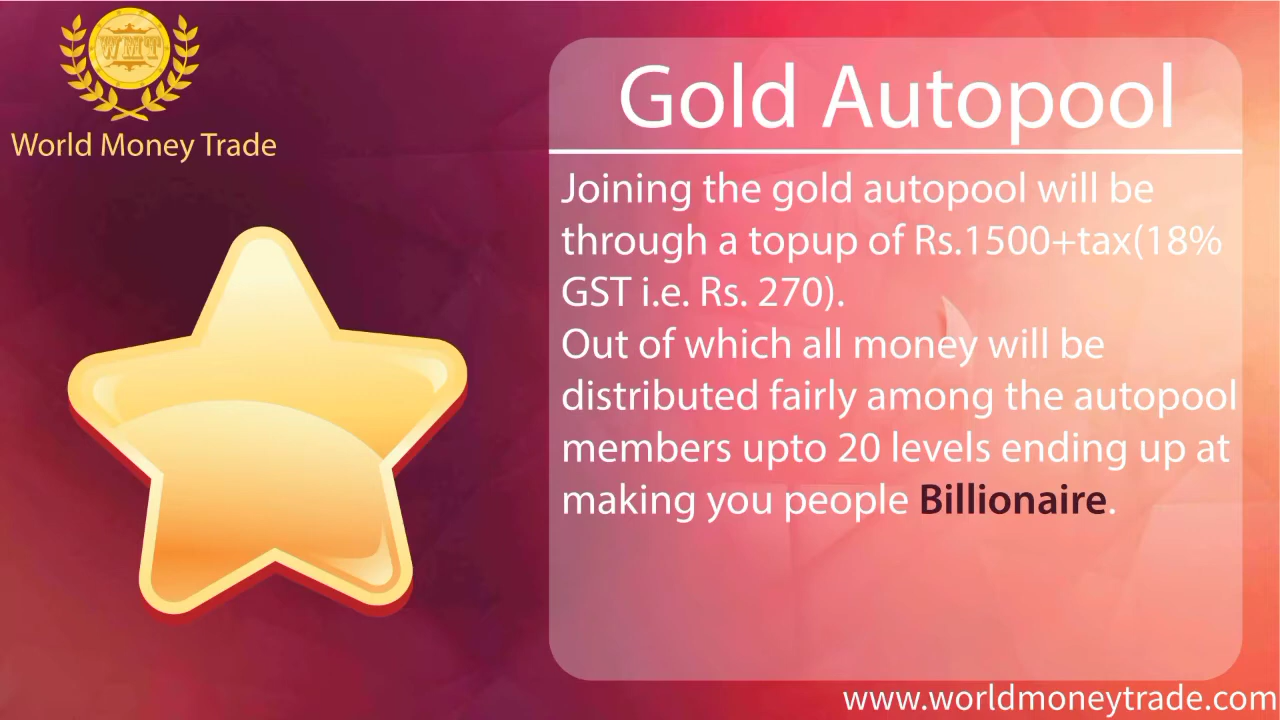 WMT
World Money Trade
Gold Autopool
Joining the gold autopool will be
through a topup of Rs.1500+tax(18%
GST i.e. Rs. 270).
Out of which all money will be
distributed fairly among the autopool
members upto 20 levels ending up at
making you people Billionaire.
www.worldmoneytrade.com